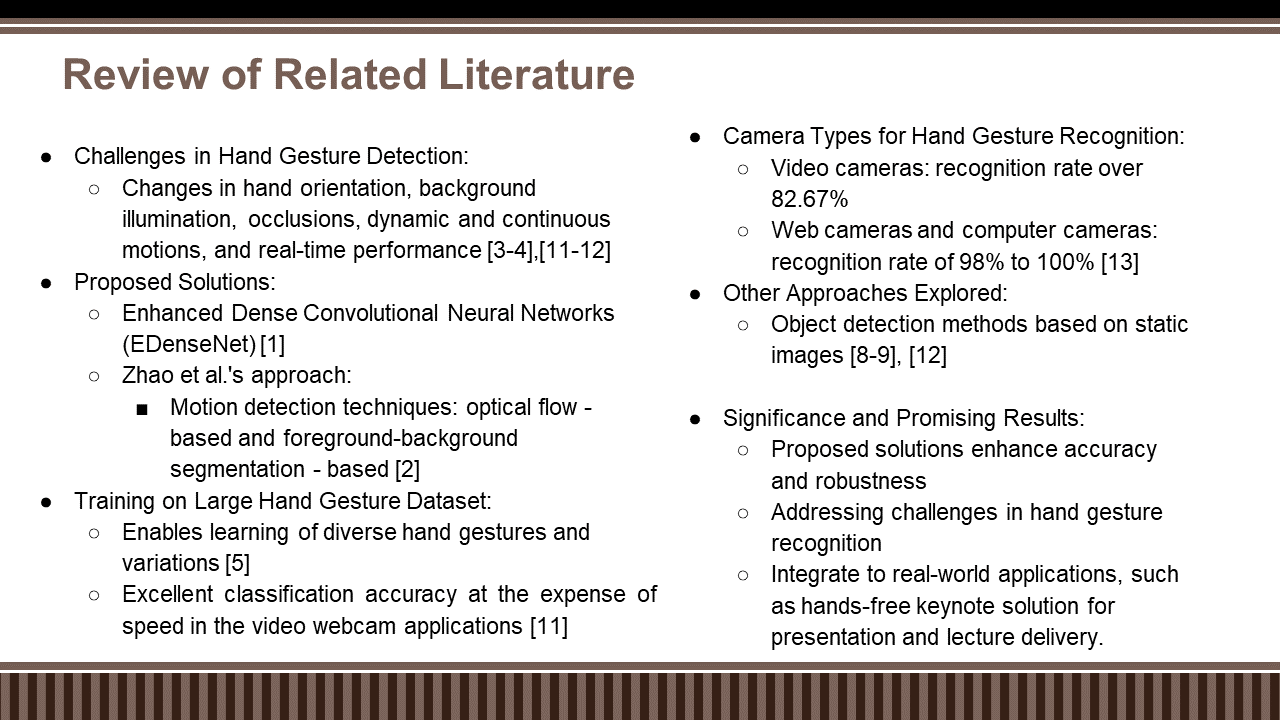 Review of Related Literature
● Challenges in Hand Gesture Detection:
○ Changes in hand orientation, background
illumination, occlusions, dynamic and continuous
motions, and real-time performance [3-4],[11-12]
● Proposed Solutions:
○ Enhanced Dense Convolutional Neural Networks
(EDenseNet) [1]
○ Zhao et al.'s approach:
■ Motion detection techniques: optical flow -
based and foreground-background
segmentation - based [2]
● Training on Large Hand Gesture Dataset:
○ Enables learning of diverse hand gestures and
variations [5]
○ Excellent classification accuracy at the expense of
speed in the video webcam applications [11]
● Camera Types for Hand Gesture Recognition:
○ Video cameras: recognition rate over
82.67%
○ Web cameras and computer cameras:
recognition rate of 98% to 100% [13]
● Other Approaches Explored:
○ Object detection methods based on static
images [8-9], [12]
● Significance and Promising Results:
○ Proposed solutions enhance accuracy
and robustness
○ Addressing challenges in hand gesture
recognition
○ Integrate to real-world applications, such
as hands-free keynote solution for
presentation and lecture delivery.